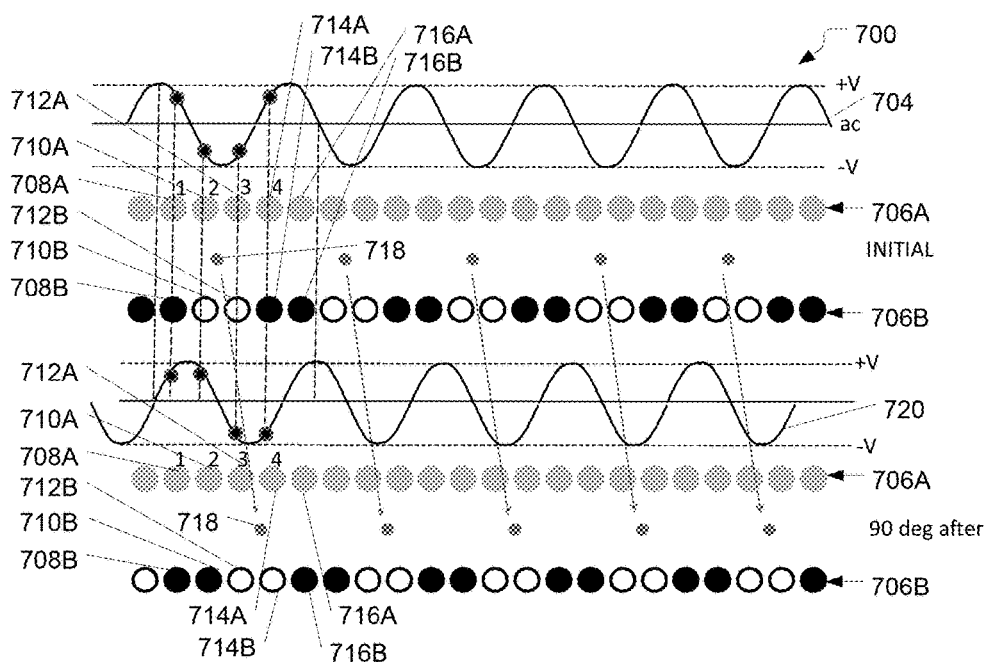 714A
714B
716A
716B
700
+V
704
ac
-V
712A
710A
708A
712B
710B
708B
1 2 3 4
706A
INITIAL
718
706B
+V
720
-V
712A
710A
708A
712B
710B
708B
1 2 3 4
706A
718
90 deg after
706B
714A
714B
716A
716B